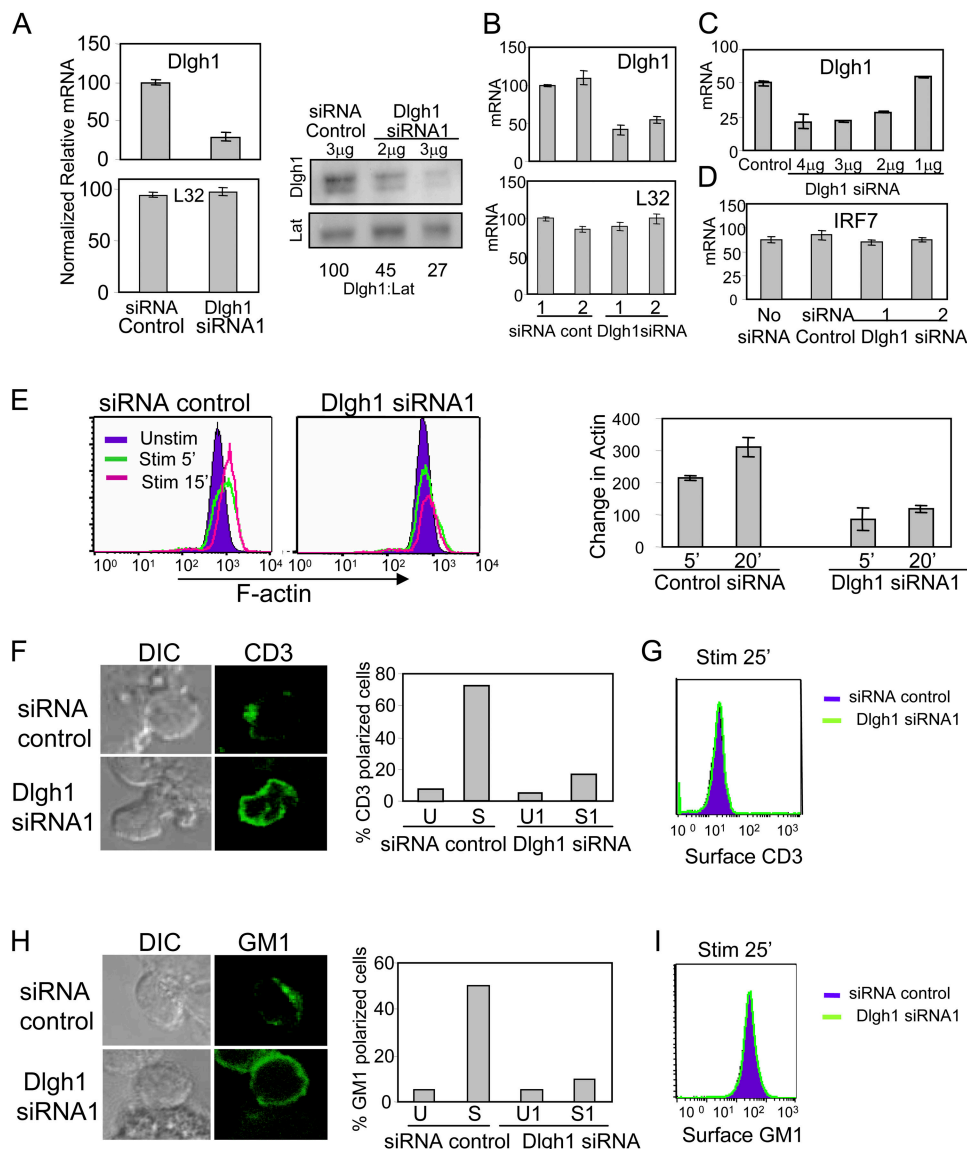 A
150
Dlgh1
100
50
0
100
L32
50
0
Normalized Relative mRNA
siRNA
Control
Dlgh1
siRNA1
siRNA
Control
Dlgh1
siRNA1
3µg 2µg 3µg
Dlgh1
Lat
100 45 27
Dlgh1:Lat
B
150
Dlgh1
100
50
0
mRNA
150
L32
100
50
0
mRNA
1 2 1 2
siRNA cont Dlgh1siRNA
C
100
Dlgh1
50
25
0
mRNA
Control 4µg 3µg 2µg 1µg
Dlgh1 siRNA
D
150
IRF7
100
50
25
0
mRNA
No
siRNA
siRNA
Control
1 2
Dlgh1 siRNA
E
siRNA control
Dlgh1 siRNA1
Unstim
Stim 5'
Stim 15'
10⁰ 10¹ 10² 10³ 10⁴
10⁰ 10¹ 10² 10³ 10⁴
F-actin
Change in Actin
400
300
200
100
0
5' 20' 5' 20'
Control siRNA Dlgh1 siRNA1
F
DIC CD3
siRNA
control
Dlgh1
siRNA1
% CD3 polarized cells
80
60
40
20
0
U S U1 S1
siRNA control Dlgh1 siRNA
G
Stim 25'
siRNA control
Dlgh1 siRNA1
10⁰ 10¹ 10² 10³
Surface CD3
H
DIC GM1
siRNA
control
Dlgh1
siRNA1
% GM1 polarized cells
60
40
20
0
U S U1 S1
siRNA control Dlgh1 siRNA
I
Stim 25'
siRNA control
Dlgh1 siRNA1
10⁰ 10¹ 10² 10³
Surface GM1